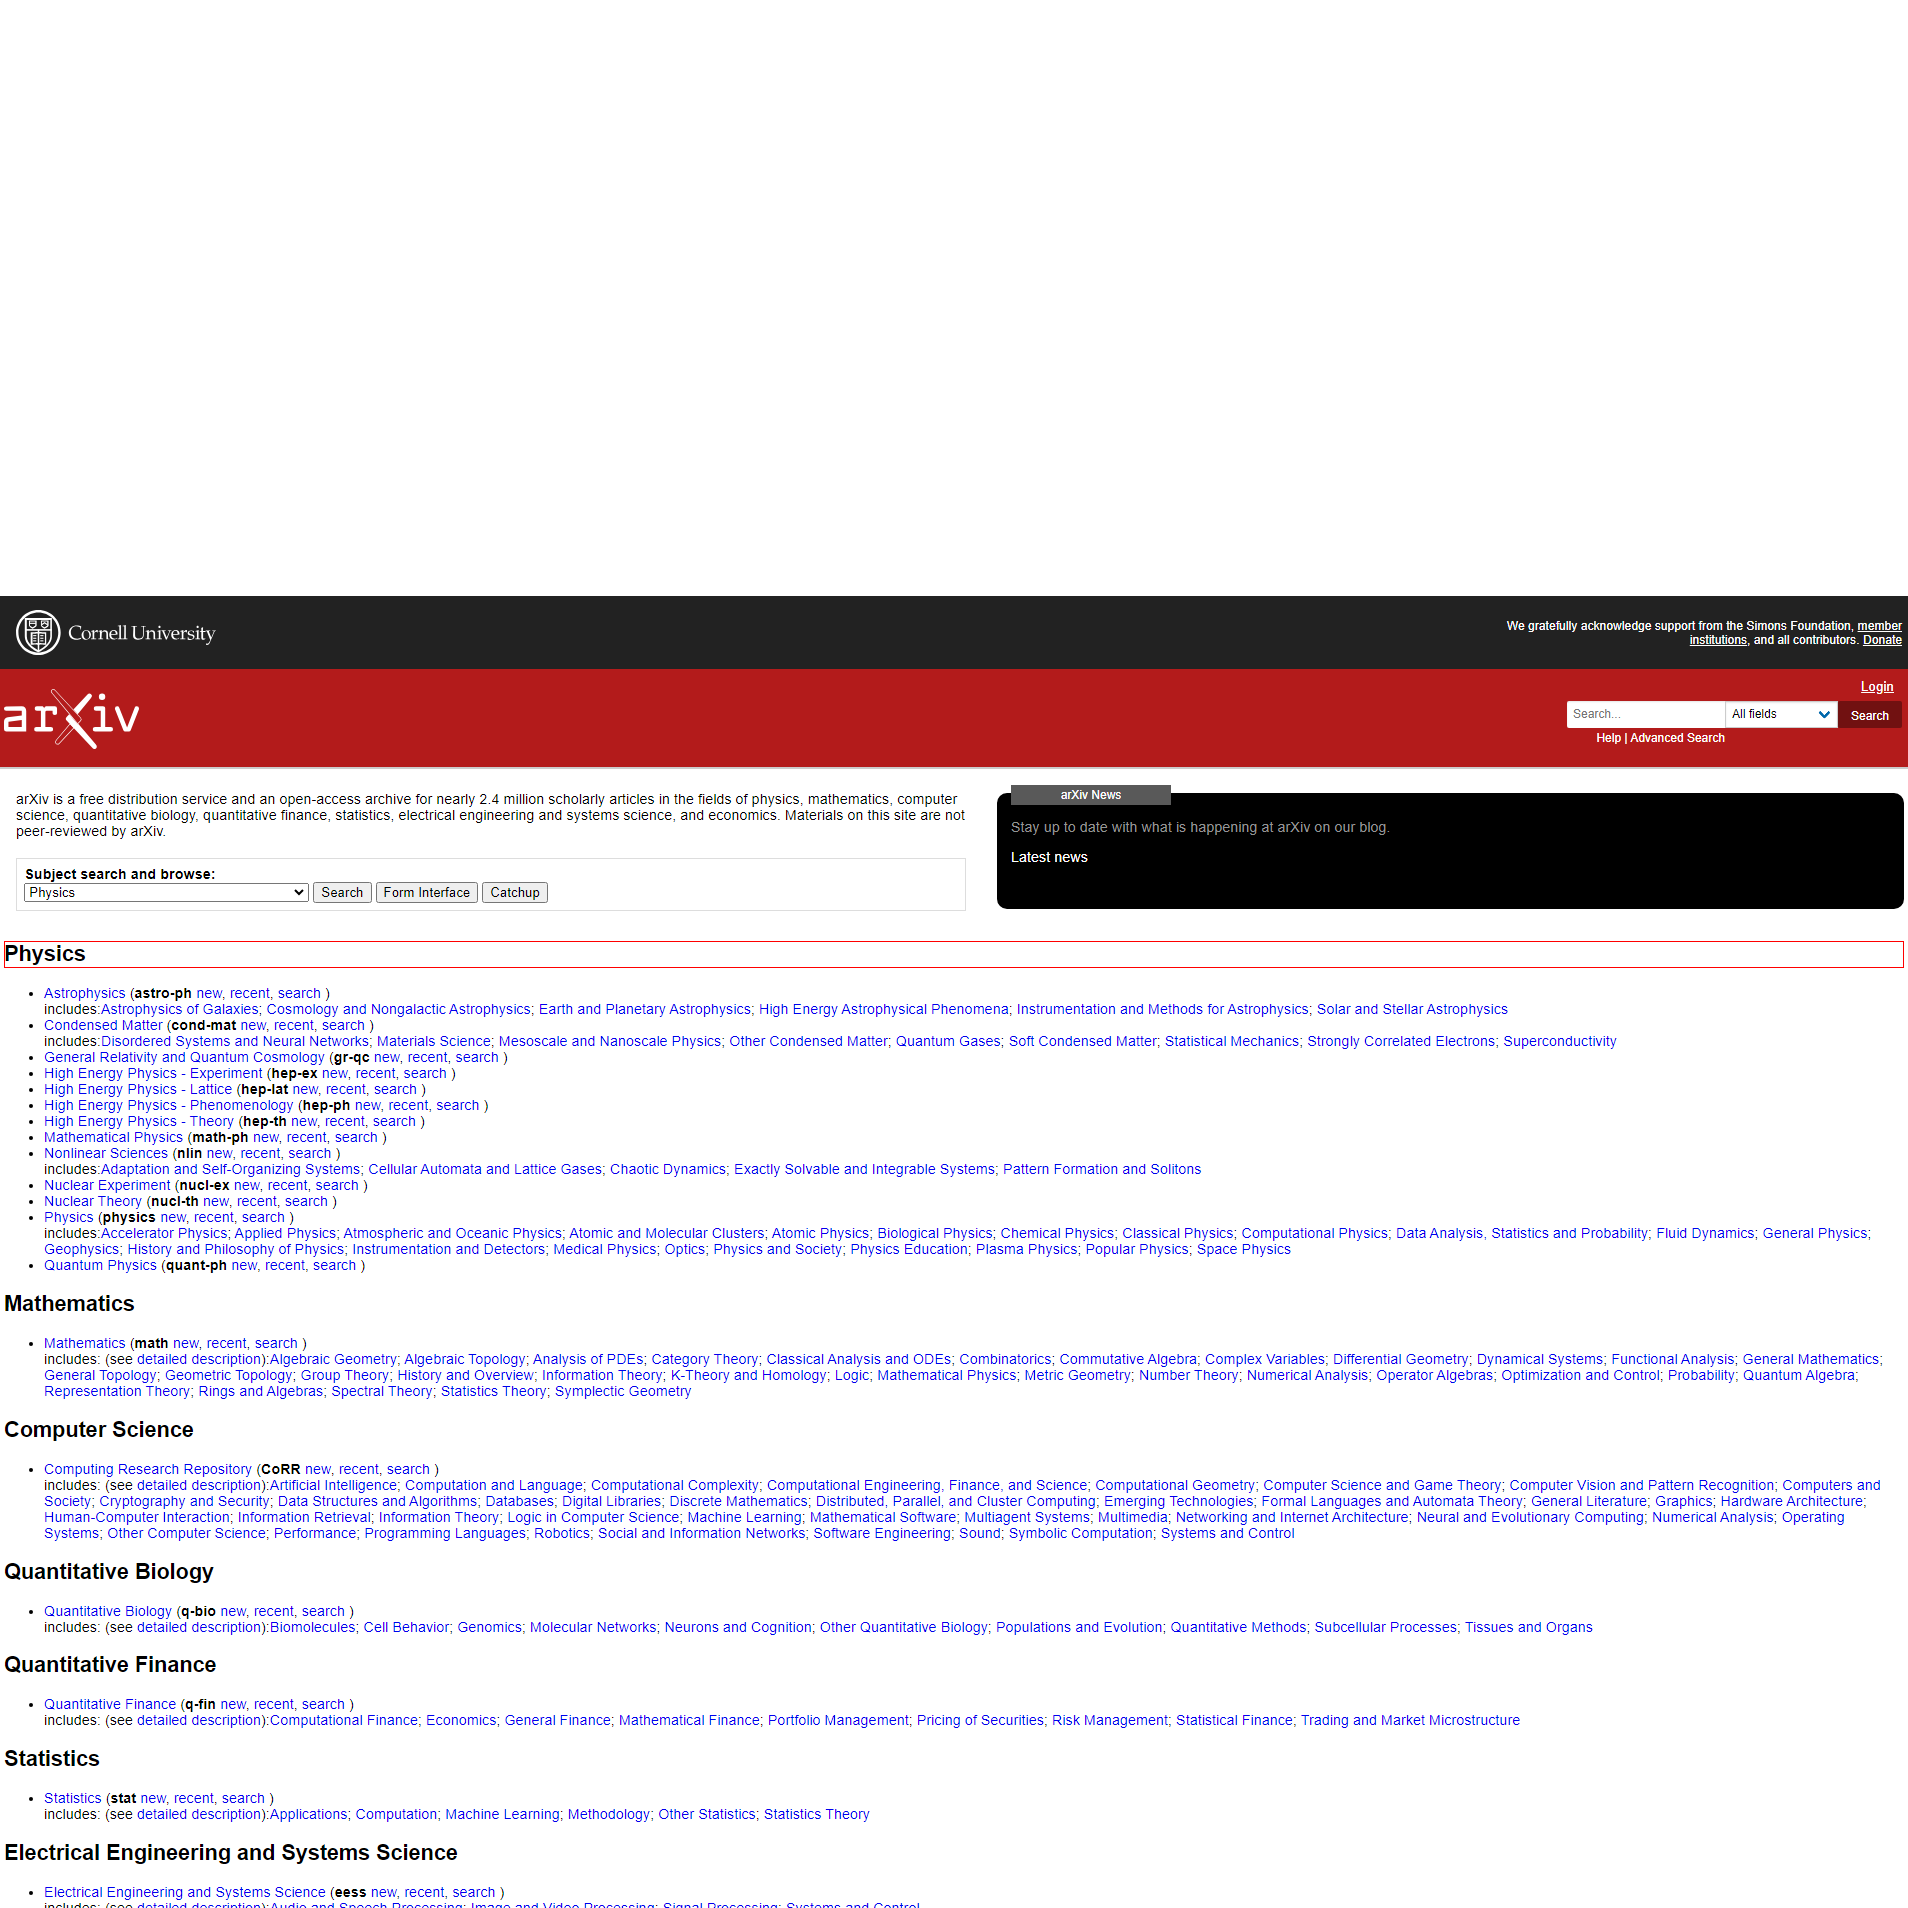 Cornell University
We gratefully acknowledge support from the Simons Foundation, member
institutions, and all contributors. Donate
arXiv
Login
Search... All fields Search
Help | Advanced Search
arXiv is a free distribution service and an open-access archive for nearly 2.4 million scholarly articles in the fields of physics, mathematics, computer
science, quantitative biology, quantitative finance, statistics, electrical engineering and systems science, and economics. Materials on this site are not
peer-reviewed by arXiv.
Subject search and browse:
Physics Search Form Interface Catchup
arXiv News
Stay up to date with what is happening at arXiv on our blog.
Latest news
Physics
Astrophysics (astro-ph new, recent, search )
includes:Astrophysics of Galaxies; Cosmology and Nongalactic Astrophysics; Earth and Planetary Astrophysics; High Energy Astrophysical Phenomena; Instrumentation and Methods for Astrophysics; Solar and Stellar Astrophysics
Condensed Matter (cond-mat new, recent, search )
includes:Disordered Systems and Neural Networks; Materials Science; Mesoscale and Nanoscale Physics; Other Condensed Matter; Quantum Gases; Soft Condensed Matter; Statistical Mechanics; Strongly Correlated Electrons; Superconductivity
General Relativity and Quantum Cosmology (gr-qc new, recent, search )
High Energy Physics - Experiment (hep-ex new, recent, search )
High Energy Physics - Lattice (hep-lat new, recent, search )
High Energy Physics - Phenomenology (hep-ph new, recent, search )
High Energy Physics - Theory (hep-th new, recent, search )
Mathematical Physics (math-ph new, recent, search )
Nonlinear Sciences (nlin new, recent, search )
includes:Adaptation and Self-Organizing Systems; Cellular Automata and Lattice Gases; Chaotic Dynamics; Exactly Solvable and Integrable Systems; Pattern Formation and Solitons
Nuclear Experiment (nucl-ex new, recent, search )
Nuclear Theory (nucl-th new, recent, search )
Physics (physics new, recent, search )
includes:Accelerator Physics; Applied Physics; Atmospheric and Oceanic Physics; Atomic and Molecular Clusters; Atomic Physics; Biological Physics; Chemical Physics; Classical Physics; Computational Physics; Data Analysis, Statistics and Probability; Fluid Dynamics; General Physics;
Geophysics; History and Philosophy of Physics; Instrumentation and Detectors; Medical Physics; Optics; Physics and Society; Physics Education; Plasma Physics; Popular Physics; Space Physics
Quantum Physics (quant-ph new, recent, search )
Mathematics
Mathematics (math new, recent, search )
includes: (see detailed description):Algebraic Geometry; Algebraic Topology; Analysis of PDEs; Category Theory; Classical Analysis and ODEs; Combinatorics; Commutative Algebra; Complex Variables; Differential Geometry; Dynamical Systems; Functional Analysis; General Mathematics;
General Topology; Geometric Topology; Group Theory; History and Overview; Information Theory; K-Theory and Homology; Logic; Mathematical Physics; Metric Geometry; Number Theory; Numerical Analysis; Operator Algebras; Optimization and Control; Probability; Quantum Algebra;
Representation Theory; Rings and Algebras; Spectral Theory; Statistics Theory; Symplectic Geometry
Computer Science
Computing Research Repository (CoRR new, recent, search )
includes: (see detailed description):Artificial Intelligence; Computation and Language; Computational Complexity; Computational Engineering, Finance, and Science; Computational Geometry; Computer Science and Game Theory; Computer Vision and Pattern Recognition; Computers and
Society; Cryptography and Security; Data Structures and Algorithms; Databases; Digital Libraries; Discrete Mathematics; Distributed, Parallel, and Cluster Computing; Emerging Technologies; Formal Languages and Automata Theory; General Literature; Graphics; Hardware Architecture;
Human-Computer Interaction; Information Retrieval; Information Theory; Logic in Computer Science; Machine Learning; Mathematical Software; Multiagent Systems; Multimedia; Networking and Internet Architecture; Neural and Evolutionary Computing; Numerical Analysis; Operating
Systems; Other Computer Science; Performance; Programming Languages; Robotics; Social and Information Networks; Software Engineering; Sound; Symbolic Computation; Systems and Control
Quantitative Biology
Quantitative Biology (q-bio new, recent, search )
includes: (see detailed description):Biomolecules; Cell Behavior; Genomics; Molecular Networks; Neurons and Cognition; Other Quantitative Biology; Populations and Evolution; Quantitative Methods; Subcellular Processes; Tissues and Organs
Quantitative Finance
Quantitative Finance (q-fin new, recent, search )
includes: (see detailed description):Computational Finance; Economics; General Finance; Mathematical Finance; Portfolio Management; Pricing of Securities; Risk Management; Statistical Finance; Trading and Market Microstructure
Statistics
Statistics (stat new, recent, search )
includes: (see detailed description):Applications; Computation; Machine Learning; Methodology; Other Statistics; Statistics Theory
Electrical Engineering and Systems Science
Electrical Engineering and Systems Science (eess new, recent, search )
includes: (see detailed description):Audio and Speech Processing; Image and Video Processing; Signal Processing; Systems and Control